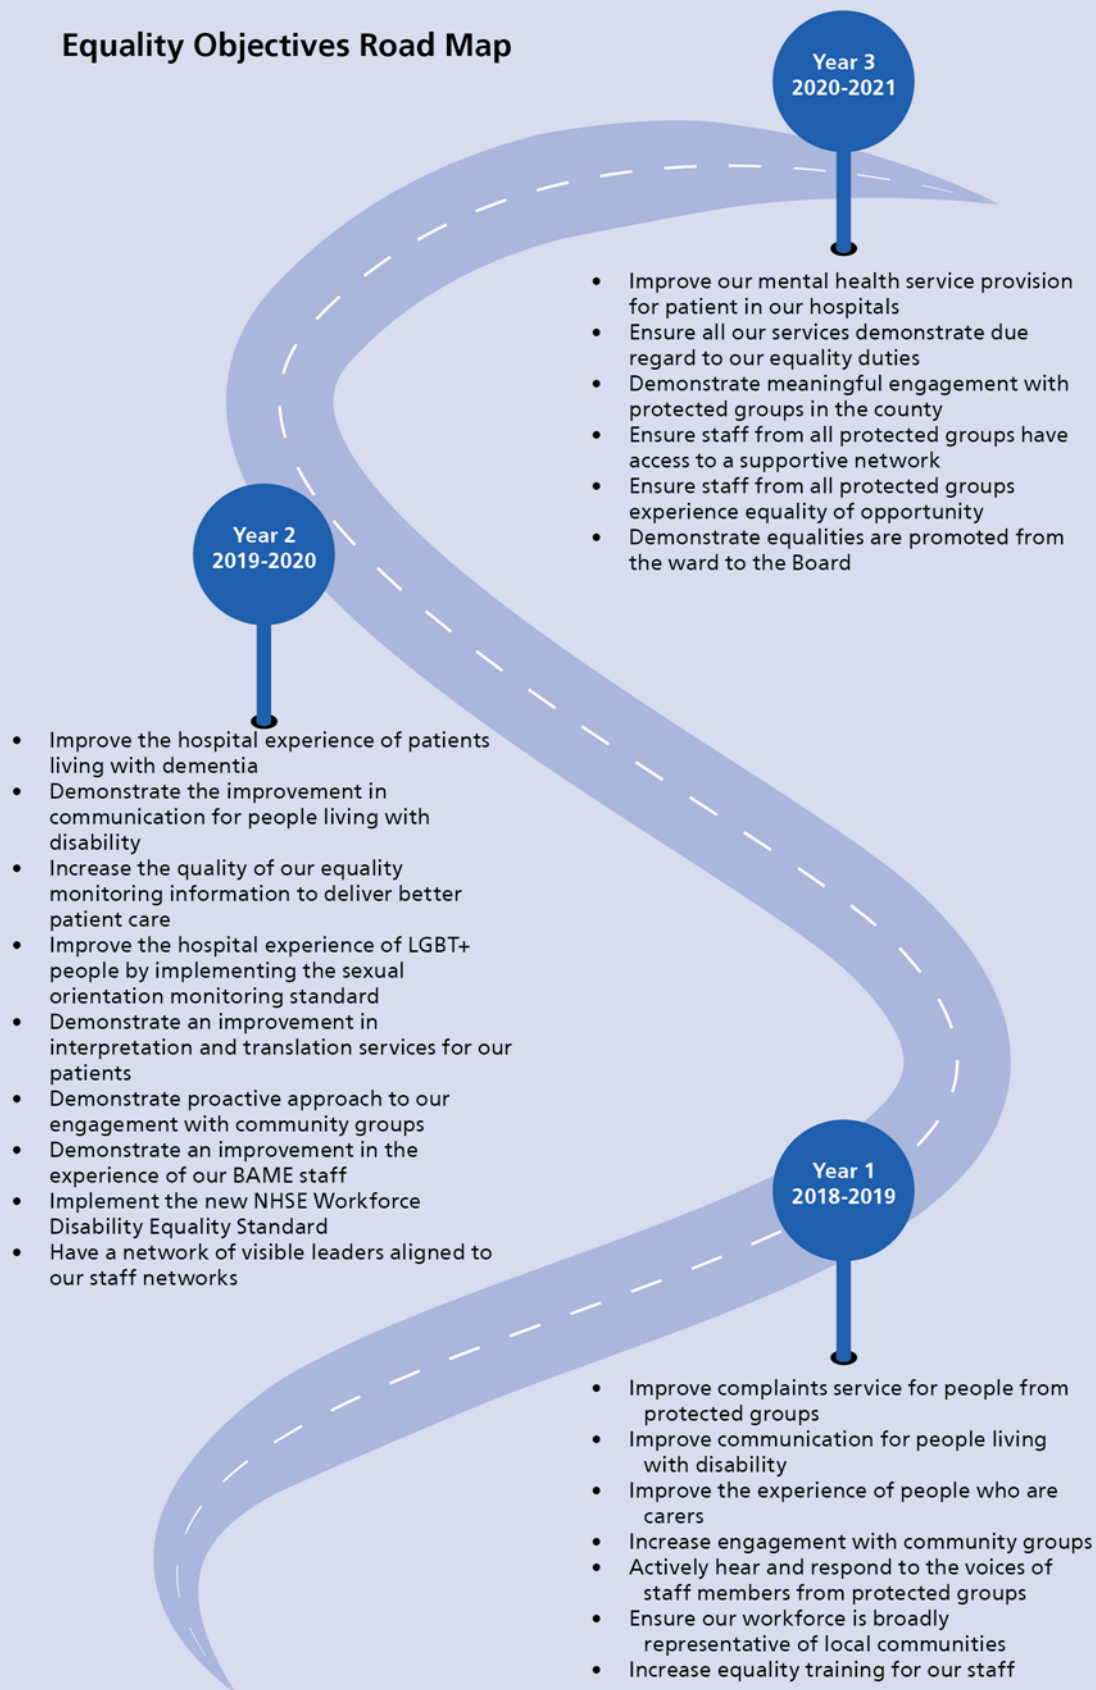 Equality Objectives Road Map
Year 3
2020-2021
• Improve our mental health service provision
for patient in our hospitals
• Ensure all our services demonstrate due
regard to our equality duties
• Demonstrate meaningful engagement with
protected groups in the county
• Ensure staff from all protected groups have
access to a supportive network
• Ensure staff from all protected groups
experience equality of opportunity
• Demonstrate equalities are promoted from
the ward to the Board
Year 2
2019-2020
• Improve the hospital experience of patients
living with dementia
• Demonstrate the improvement in
communication for people living with
disability
• Increase the quality of our equality
monitoring information to deliver better
patient care
• Improve the hospital experience of LGBT+
people by implementing the sexual
orientation monitoring standard
• Demonstrate an improvement in
interpretation and translation services for our
patients
• Demonstrate proactive approach to our
engagement with community groups
• Demonstrate an improvement in the
experience of our BAME staff
• Implement the new NHSE Workforce
Disability Equality Standard
• Have a network of visible leaders aligned to
our staff networks
Year 1
2018-2019
• Improve complaints service for people from
protected groups
• Improve communication for people living
with disability
• Improve the experience of people who are
carers
• Increase engagement with community groups
• Actively hear and respond to the voices of
staff members from protected groups
• Ensure our workforce is broadly
representative of local communities
• Increase equality training for our staff